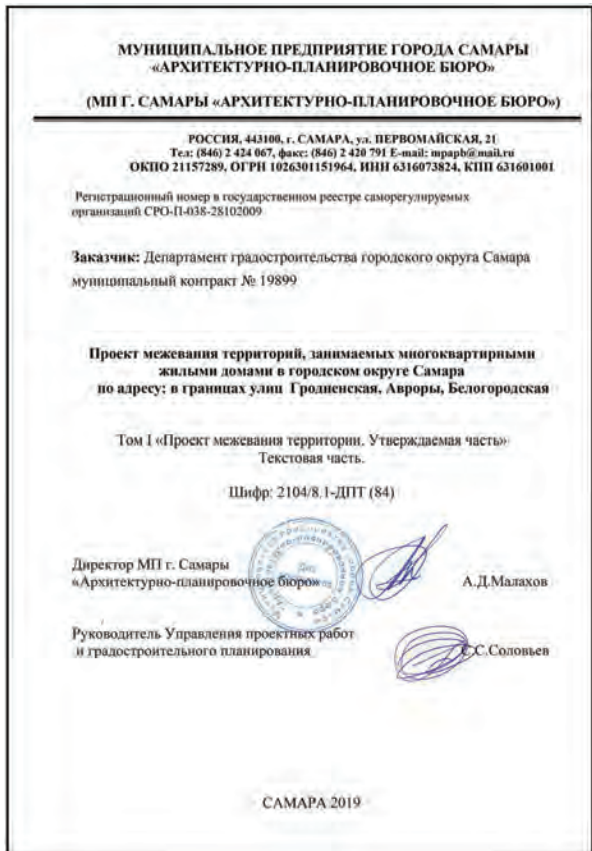 МУНИЦИПАЛЬНОЕ ПРЕДПРИЯТИЕ ГОРОДА САМАРЫ
«АРХИТЕКТУРНО-ПЛАНИРОВОЧНОЕ БЮРО»
(МП Г. САМАРЫ «АРХИТЕКТУРНО-ПЛАНИРОВОЧНОЕ БЮРО»)
РОССИЯ, 443100, г. САМАРА, ул. ПЕРВОМАЙСКАЯ, 21
Тел: (846) 2 424 067, факс: (846) 2 420 791 E-mail: mpapb@mail.ru
ОКПО 21157289, ОГРН 1026301151964, ИНН 6316073824, КПП 631601001
Регистрационный номер в государственном реестре саморегулируемых
организаций СРО-П-038-28102009
Заказчик: Департамент градостроительства городского округа Самара
муниципальный контракт № 19899
Проект межевания территорий, занимаемых многоквартирными
жилыми домами в городском округе Самара
по адресу: в границах улиц Гродненская, Авроры, Белогородская
Том I «Проект межевания территории. Утверждаемая часть»
Текстовая часть.
Шифр: 2104/8.1-ДПТ (84)
Директор МП г. Самары
«Архитектурно-планировочное бюро» А.Д.Малахов
Руководитель Управления проектных работ
и градостроительного планирования С.С.Соловьев
САМАРА 2019